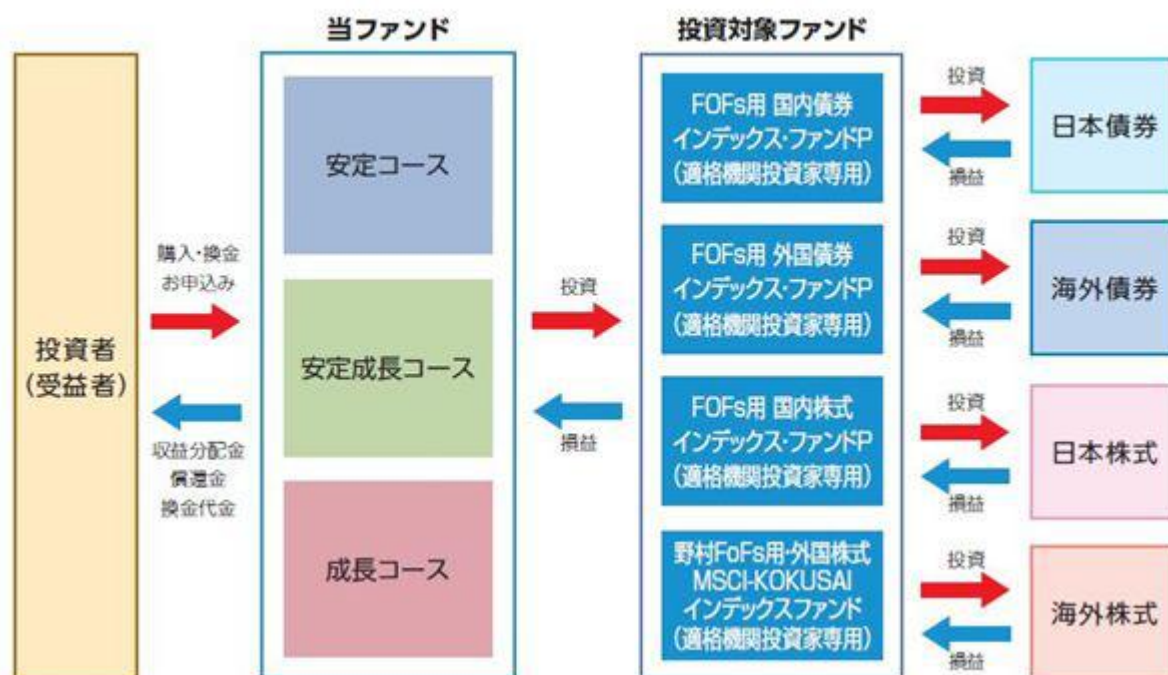 当ファンド
投資対象ファンド
投資者
(受益者)
購入・換金
お申込み
収益分配金
償還金
換金代金
安定コース
安定成長コース
成長コース
投資
損益
FOFs用 国内債券
インデックス・ファンドP
(適格機関投資家専用)
FOFs用 外国債券
インデックス・ファンドP
(適格機関投資家専用)
FOFs用 国内株式
インデックス・ファンドP
(適格機関投資家専用)
野村FoFs用・外国株式
MSCI-KOKUSAI
インデックスファンド
(適格機関投資家専用)
投資
損益
日本債券
投資
損益
海外債券
投資
損益
日本株式
投資
損益
海外株式